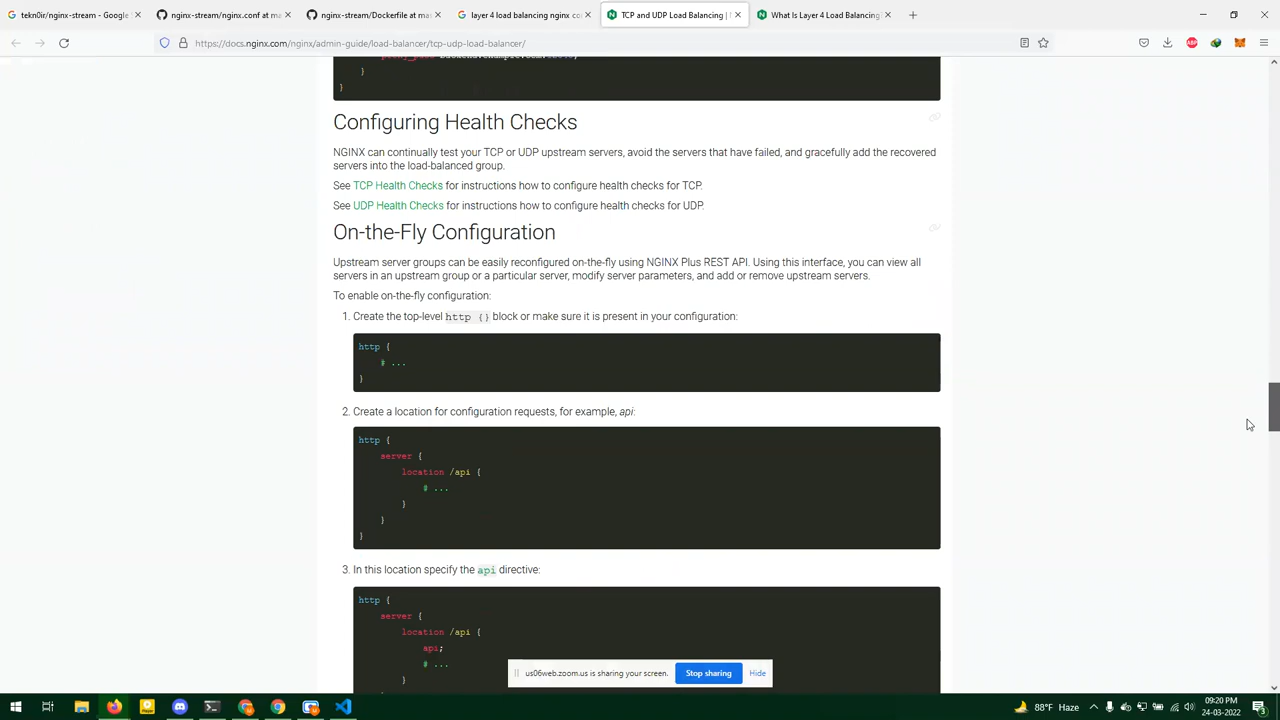 tekn0ir/nginx-stream - Google S
nginx-stream/nginx.conf at ma
nginx-stream/Dockerfile at ma
layer 4 load balancing nginx co
TCP and UDP Load Balancing |
What Is Layer 4 Load Balancing
https://docs.nginx.com/nginx/admin-guide/load-balancer/tcp-udp-load-balancer/
}
}
Configuring Health Checks
NGINX can continually test your TCP or UDP upstream servers, avoid the servers that have failed, and gracefully add the recovered
servers into the load-balanced group.
See TCP Health Checks for instructions how to configure health checks for TCP.
See UDP Health Checks for instructions how to configure health checks for UDP.
On-the-Fly Configuration
Upstream server groups can be easily reconfigured on-the-fly using NGINX Plus REST API. Using this interface, you can view all
servers in an upstream group or a particular server, modify server parameters, and add or remove upstream servers.
To enable on-the-fly configuration:
1. Create the top-level http {} block or make sure it is present in your configuration:
http {
# ...
}
2. Create a location for configuration requests, for example, api:
http {
server {
location /api {
# ...
}
}
}
3. In this location specify the api directive:
http {
server {
location /api {
api;
# ...
}
us06web.zoom.us is sharing your screen.
Stop sharing
Hide
88°F Haze
09:20 PM
24-03-2022